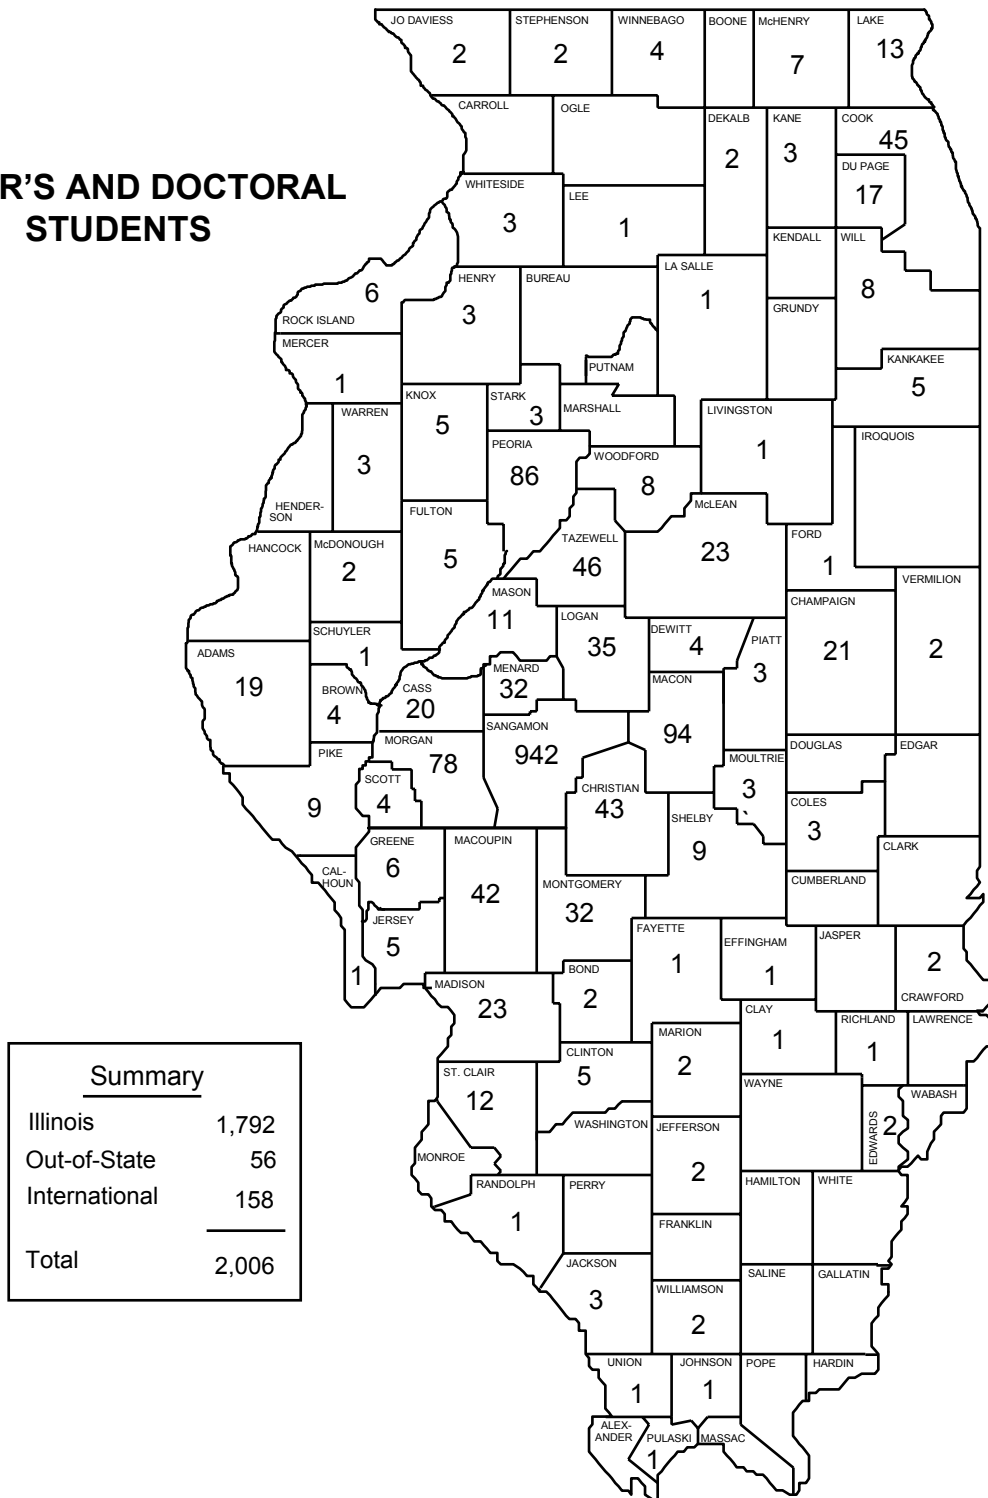 JO DAVIESS
2
STEPHENSON
2
WINNEBAGO
4
BOONE
McHENRY
7
LAKE
13
CARROLL
OGLE
DEKALB
2
KANE
3
COOK
45
DU PAGE
17
R'S AND DOCTORAL
STUDENTS
WHITESIDE
3
LEE
1
KENDALL
WILL
8
6
ROCK ISLAND
HENRY
3
BUREAU
LA SALLE
1
GRUNDY
MERCER
1
PUTNAM
KANKAKEE
5
KNOX
5
STARK
3
MARSHALL
LIVINGSTON
1
WARREN
3
PEORIA
86
WOODFORD
8
IROQUOIS
HENDER-
SON
FULTON
5
McLEAN
23
HANCOCK
McDONOUGH
2
TAZEWELL
46
FORD
1
VERMILION
2
MASON
11
CHAMPAIGN
21
LOGAN
35
DEWITT
4
PIATT
3
SCHUYLER
1
ADAMS
19
BROWN
4
CASS
20
MENARD
32
MACON
94
SANGAMON
942
PIKE
9
MORGAN
78
SCOTT
4
CHRISTIAN
43
MOULTRIE
3
DOUGLAS
EDGAR
COLES
3
SHELBY
9
GREENE
6
MACOUPIN
42
CLARK
CAL-
HOUN
1
MONTGOMERY
32
CUMBERLAND
JERSEY
5
FAYETTE
1
EFFINGHAM
1
JASPER
2
CRAWFORD
MADISON
23
BOND
2
CLAY
1
RICHLAND
1
LAWRENCE
MARION
2
CLINTON
5
ST. CLAIR
12
WAYNE
EDWARDS
2
WABASH
WASHINGTON
JEFFERSON
2
MONROE
RANDOLPH
1
PERRY
HAMILTON
WHITE
FRANKLIN
JACKSON
3
SALINE
GALLATIN
WILLIAMSON
2
UNION
1
JOHNSON
1
POPE
HARDIN
ALEX-
ANDER
PULASKI
1
MASSAC
Summary
Illinois 1,792
Out-of-State 56
International 158
Total 2,006